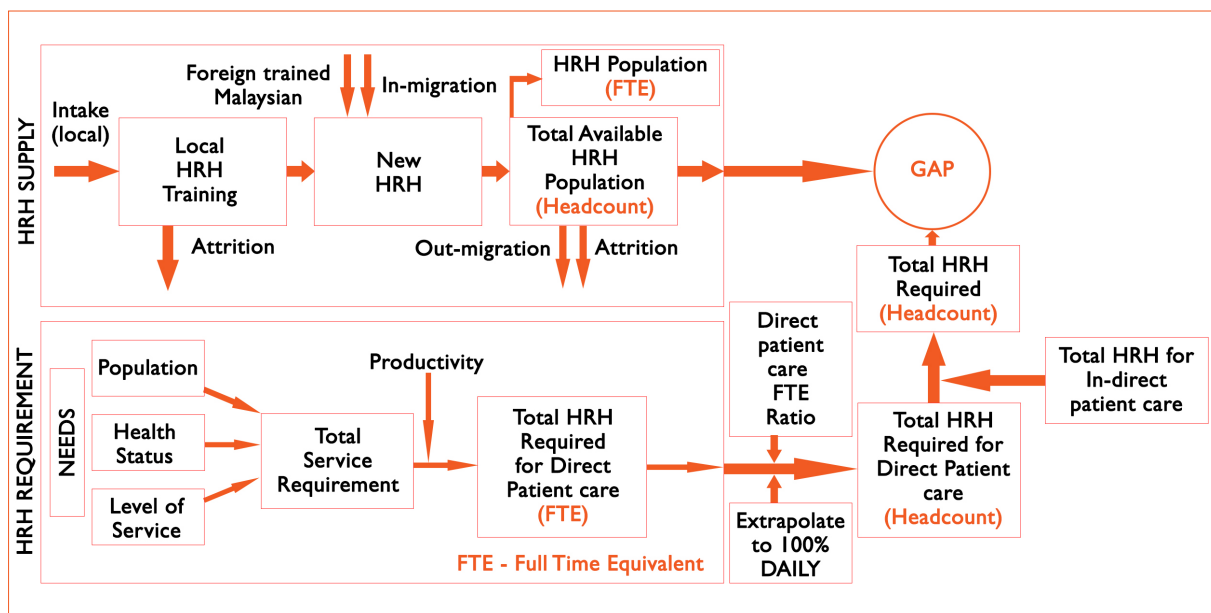 HRH SUPPLY
Intake
(local)
Local
HRH
Training
Attrition
Foreign trained
Malaysian
In-migration
New
HRH
HRH Population
(FTE)
Total Available
HRH
Population
(Headcount)
Out-migration
Attrition
GAP
Total HRH
Required
(Headcount)
HRH REQUIREMENT
NEEDS
Population
Health
Status
Level of
Service
Total
Service
Requirement
Productivity
Total HRH
Required
for Direct
Patient care
(FTE)
FTE - Full Time Equivalent
Direct
patient
care
FTE
Ratio
Extrapolate
to 100%
DAILY
Total HRH
Required for
Direct Patient
care
(Headcount)
Total HRH for
In-direct
patient care